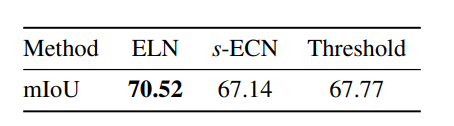 Method ELN s-ECN Threshold
mIoU 70.52 67.14 67.77